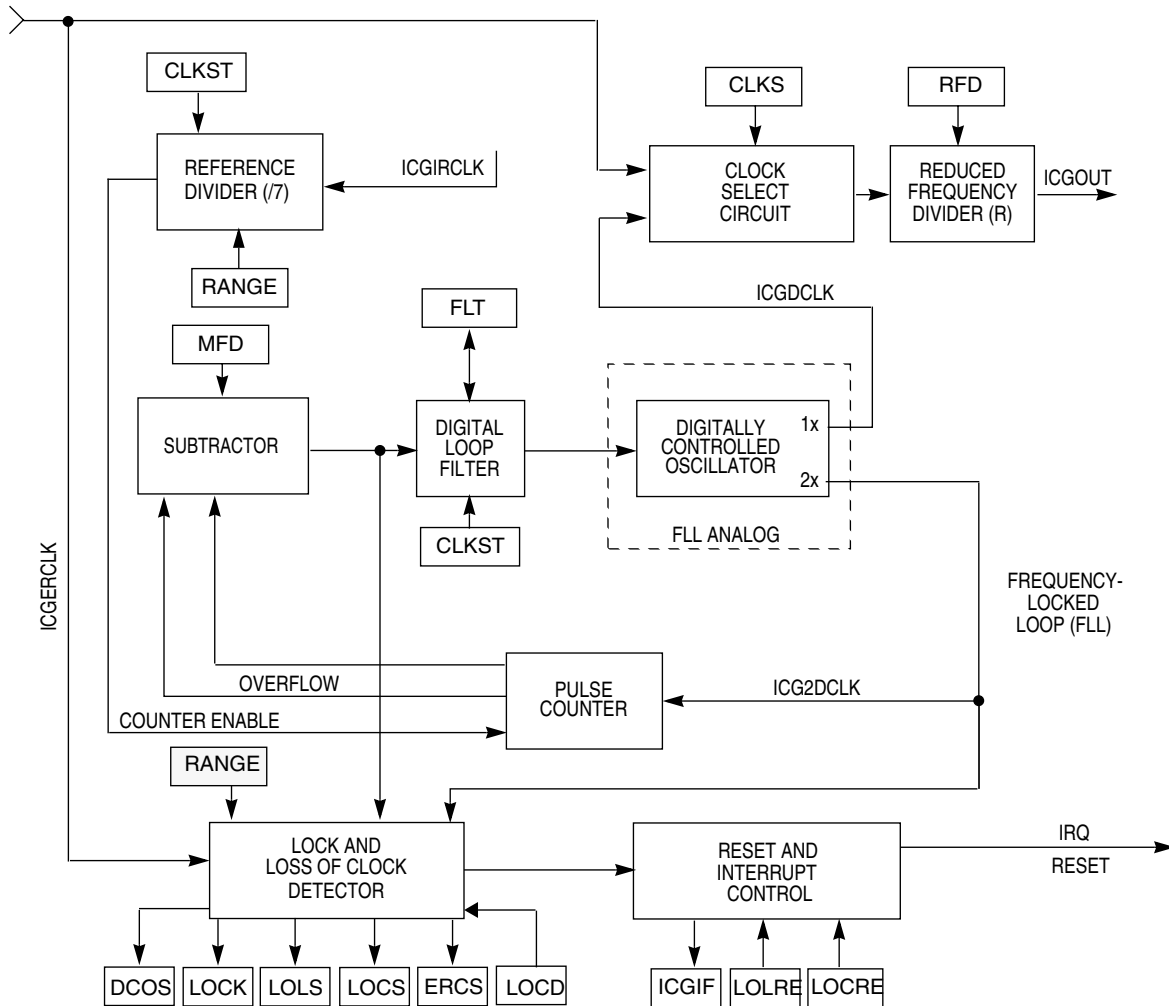 CLKST
CLKS
RFD
REFERENCE
DIVIDER (/7)
ICGIRCLK
CLOCK
SELECT
CIRCUIT
REDUCED
FREQUENCY
DIVIDER (R)
ICGOUT
RANGE
ICGDCLK
FLT
MFD
SUBTRACTOR
DIGITAL
LOOP
FILTER
DIGITALLY
CONTROLLED
OSCILLATOR
1x
2x
FLL ANALOG
CLKST
ICGERCLK
FREQUENCY-
LOCKED
LOOP (FLL)
OVERFLOW
PULSE
COUNTER
ICG2DCLK
COUNTER ENABLE
RANGE
LOCK AND
LOSS OF CLOCK
DETECTOR
RESET AND
INTERRUPT
CONTROL
IRQ
RESET
DCOS
LOCK
LOLS
LOCS
ERCS
LOCD
ICGIF
LOLRE
LOCRE